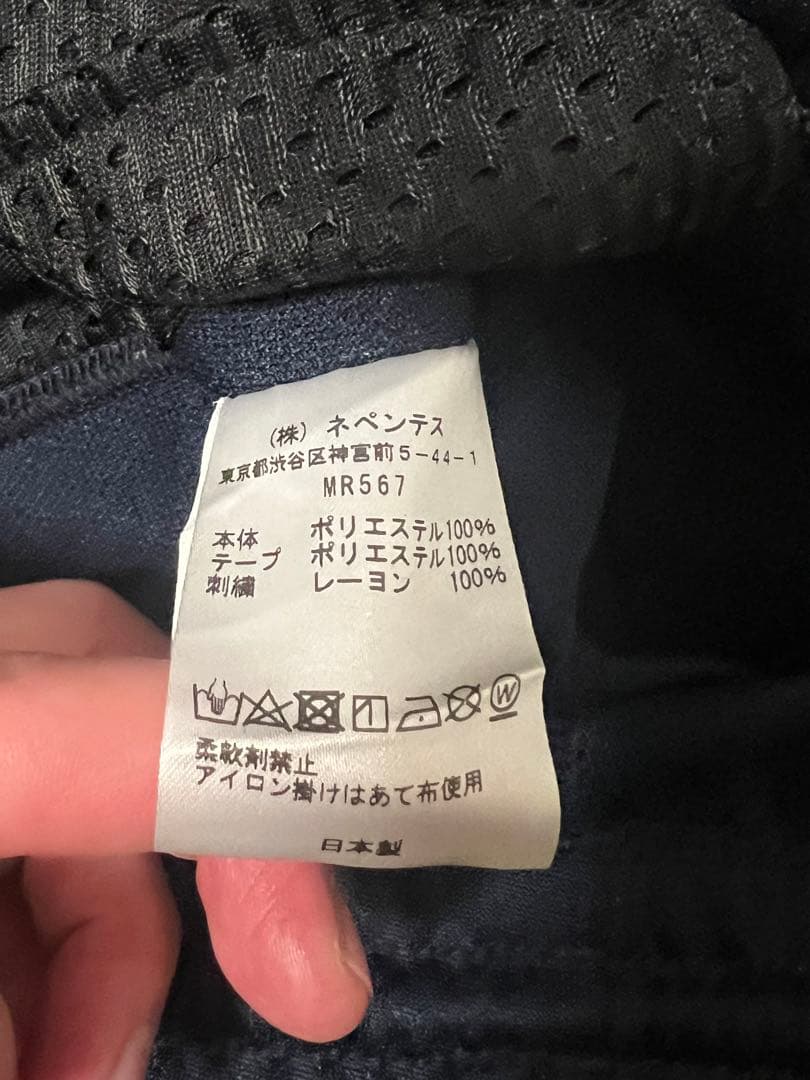 (株) ネペンテス
東京都渋谷区神宮前5-44-1
MR567
本体 ポリエステル100%
テープ ポリエステル100%
刺繍 レーヨン 100%
W
柔軟剤禁止
アイロン掛けはあて布使用
日本製